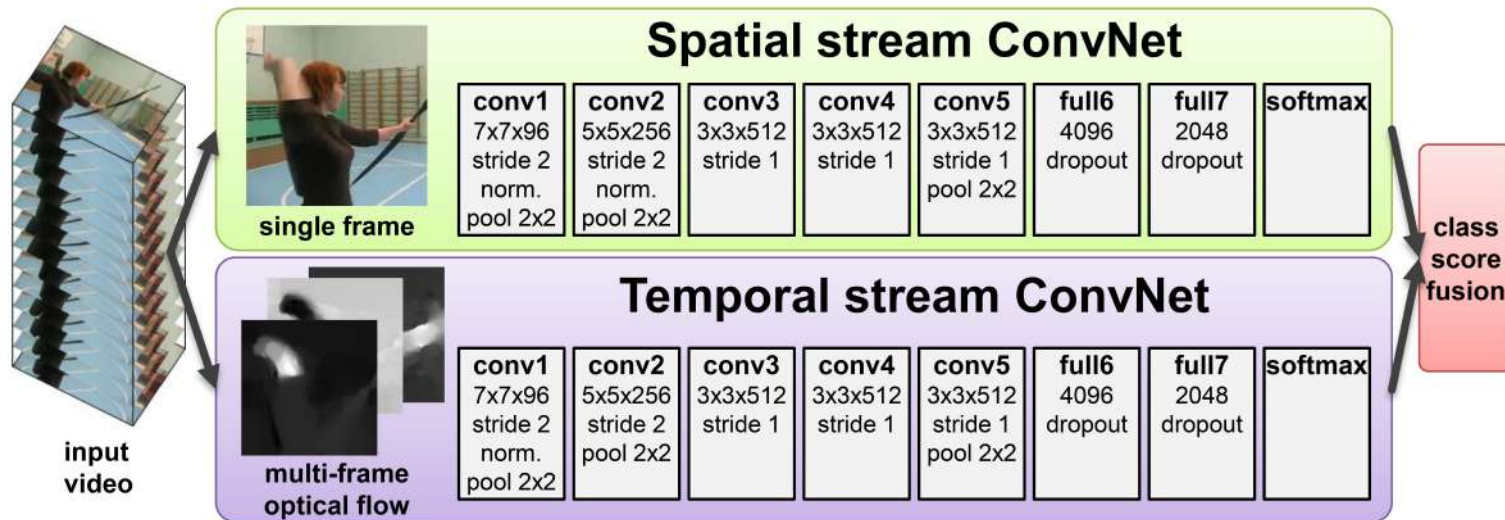 input
video
Spatial stream ConvNet
single frame
conv1
7x7x96
stride 2
norm.
pool 2x2
conv2
5x5x256
stride 2
norm.
pool 2x2
conv3
3x3x512
stride 1
conv4
3x3x512
stride 1
conv5
3x3x512
stride 1
pool 2x2
full6
4096
dropout
full7
2048
dropout
softmax
Temporal stream ConvNet
multi-frame
optical flow
conv1
7x7x96
stride 2
norm.
pool 2x2
conv2
5x5x256
stride 2
pool 2x2
conv3
3x3x512
stride 1
conv4
3x3x512
stride 1
conv5
3x3x512
stride 1
pool 2x2
full6
4096
dropout
full7
2048
dropout
softmax
class
score
fusion